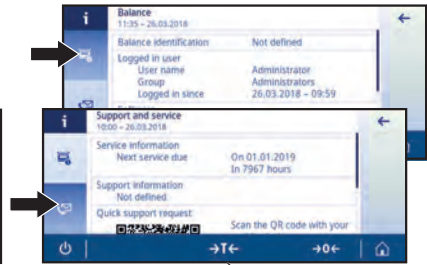 i
Balance
11:35 – 26.03.2018
Balance identification Not defined
Logged in user
User name Administrator
Group Administrators
Logged in since 26.03.2018 – 09:59
i
Support and service
10:00 – 26.03.2018
Service information
Next service due On 01.01.2019
In 7967 hours
Support information
Not defined
Quick support request
Scan the QR code with your
→T←
→0←